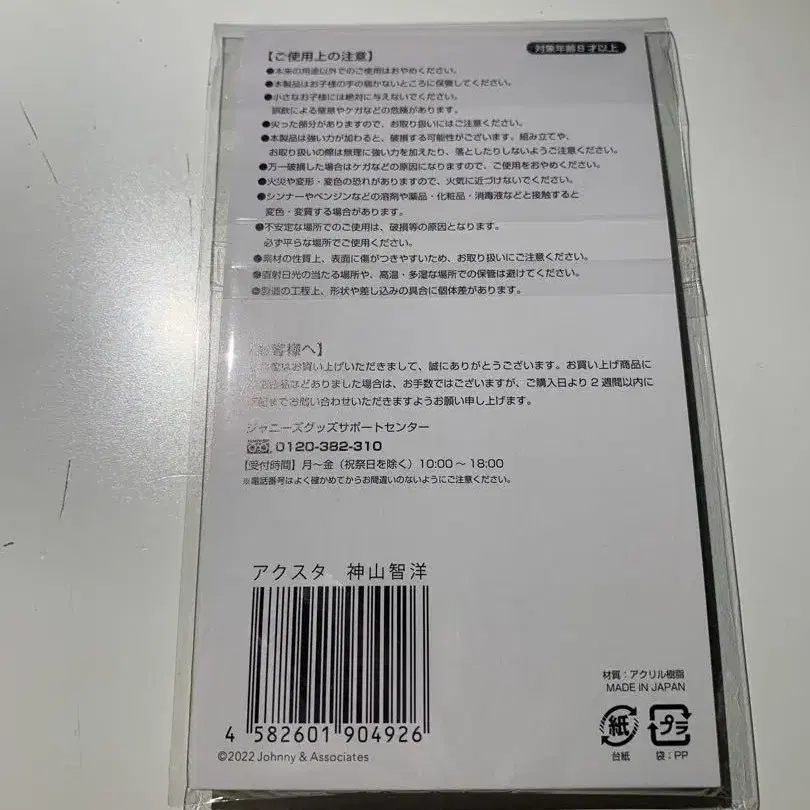 【ご使用上の注意】
対象年齢8才以上
●本来の用途以外でのご使用はおやめください。
●本製品はお子様の手の届かないところに保管してください。
●小さなお子様には絶対に与えないでください。
誤飲による窒息やケガなどの危険があります。
●尖った部分がありますので、お取り扱いにはご注意ください。
●本製品は強い力が加わると、破損する可能性がございます。組み立てや、
お取り扱いの際は無理に強い力を加えたり、落としたりしないようご注意ください。
●万一破損した場合はケガなどの原因になりますので、ご使用をおやめください。
●火災や変形・変色の恐れがありますので、火気に近づけないでください。
●シンナーやベンジンなどの溶剤や薬品・化粧品・消毒液などと接触すると
変色・変質する場合があります。
●不安定な場所でのご使用は、破損等の原因となります。
必ず平らな場所でご使用ください。
●素材の性質上、表面に傷がつきやすいため、お取り扱いにご注意ください。
●直射日光の当たる場所や、高温・多湿な場所での保管は避けてください。
●製造の工程上、形状や差し込みの具合に個体差があります。
【お客様へ】
はお買い上げいただきまして、誠にありがとうございます。お買い上げ商品に
などありました場合は、お手数ではございますが、ご購入日より2週間以内に
までお問い合わせいただきますようお願い申し上げます。
ジャニーズグッズサポートセンター
0120-382-310
【受付時間】月〜金（祝祭日を除く）10:00〜18:00
※電話番号はよく確かめてからお間違いのないようにご注意ください。
アクスタ 神山智洋
4 582601 904926
©2022 Johnny & Associates
材質：アクリル樹脂
MADE IN JAPAN
紙 プラ
台紙 袋：PP